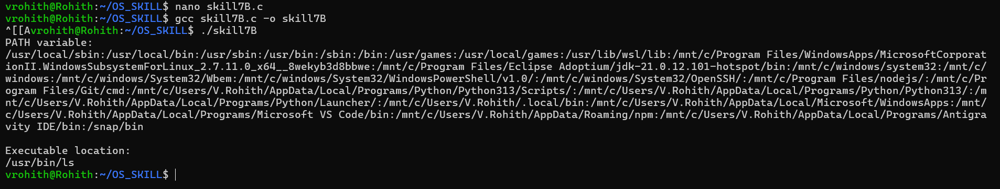 vrohith@Rohith:~/OS_SKILL$ nano skill7B.c
vrohith@Rohith:~/OS_SKILL$ gcc skill7B.c -o skill7B
^[[Avrohith@Rohith:~/OS_SKILL$ ./skill7B
PATH variable:
/usr/local/sbin:/usr/local/bin:/usr/sbin:/usr/bin:/sbin:/bin:/usr/games:/usr/local/games:/usr/lib/wsl/lib:/mnt/c/Program Files/WindowsApps/MicrosoftCorporat
ionII.WindowsSubsystemForLinux_2.7.11.0_x64__8wekyb3d8bbwe:/mnt/c/Program Files/Eclipse Adoptium/jdk-21.0.12.101-hotspot/bin:/mnt/c/windows/system32:/mnt/c/
windows:/mnt/c/windows/System32/Wbem:/mnt/c/windows/System32/WindowsPowerShell/v1.0/:/mnt/c/windows/System32/OpenSSH/:/mnt/c/Program Files/nodejs/:/mnt/c/Pr
ogram Files/Git/cmd:/mnt/c/Users/V.Rohith/AppData/Local/Programs/Python/Python313/Scripts/:/mnt/c/Users/V.Rohith/AppData/Local/Programs/Python/Python313/:/m
nt/c/Users/V.Rohith/AppData/Local/Programs/Python/Launcher/:/mnt/c/Users/V.Rohith/.local/bin:/mnt/c/Users/V.Rohith/AppData/Local/Microsoft/WindowsApps:/mnt/
c/Users/V.Rohith/AppData/Local/Programs/Microsoft VS Code/bin:/mnt/c/Users/V.Rohith/AppData/Roaming/npm:/mnt/c/Users/V.Rohith/AppData/Local/Programs/Antigra
vity IDE/bin:/snap/bin
Executable location:
/usr/bin/ls
vrohith@Rohith:~/OS_SKILL$